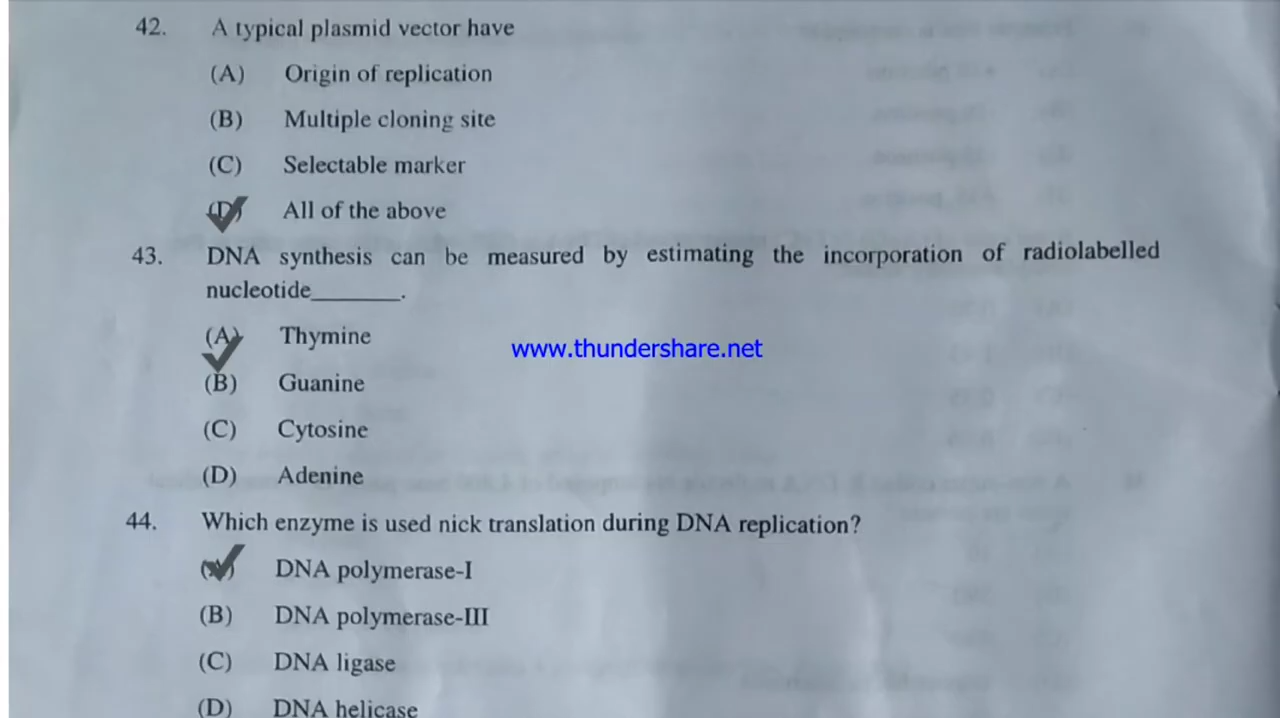 42. A typical plasmid vector have
(A) Origin of replication
(B) Multiple cloning site
(C) Selectable marker
(D) All of the above
43. DNA synthesis can be measured by estimating the incorporation of radiolabelled
nucleotide_______.
(A) Thymine
www.thundershare.net
(B) Guanine
(C) Cytosine
(D) Adenine
44. Which enzyme is used nick translation during DNA replication?
DNA polymerase-I
(B) DNA polymerase-III
(C) DNA ligase
(D) DNA helicase